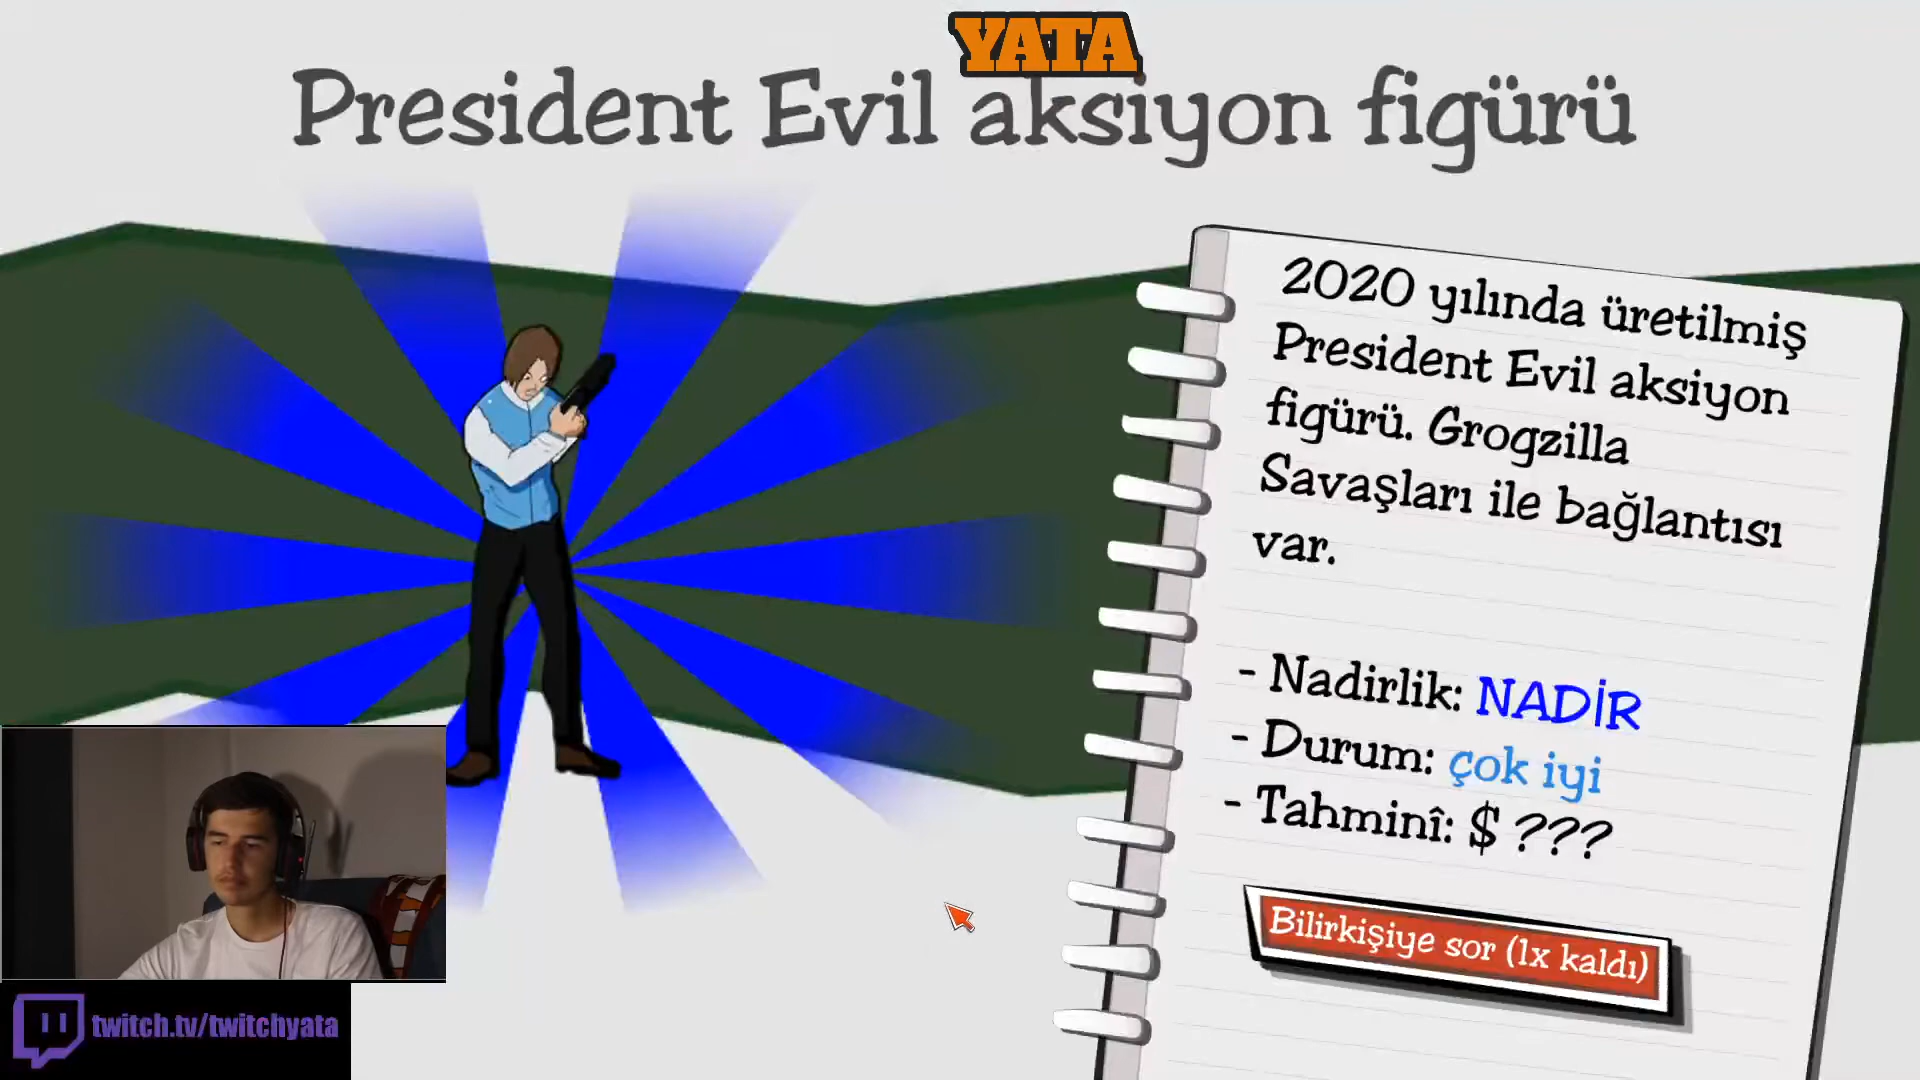 YATA
President Evil aksiyon figürü
2020 yılında üretilmiş
President Evil aksiyon
figürü. Grogzilla
Savaşları ile bağlantısı
var.
- Nadirlik: NADİR
- Durum: çok iyi
- Tahminî: $ ???
Bilirkişiye sor (1x kaldı)
twitch.tv/twitchyata